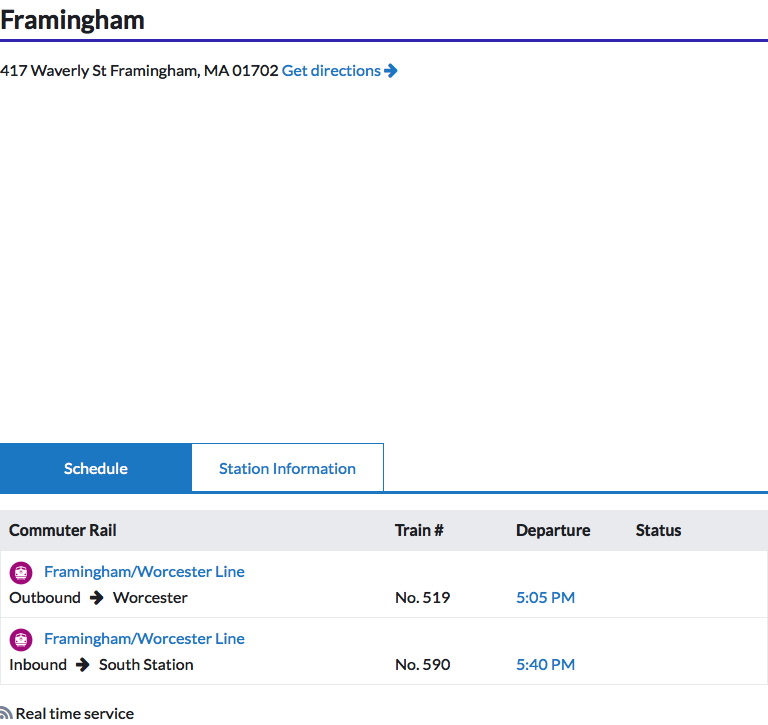 Framingham
417 Waverly St Framingham, MA 01702 Get directions
Schedule Station Information
Commuter Rail Train # Departure Status
Framingham/Worcester Line
Outbound Worcester No. 519 5:05 PM
Framingham/Worcester Line
Inbound South Station No. 590 5:40 PM
Real time service